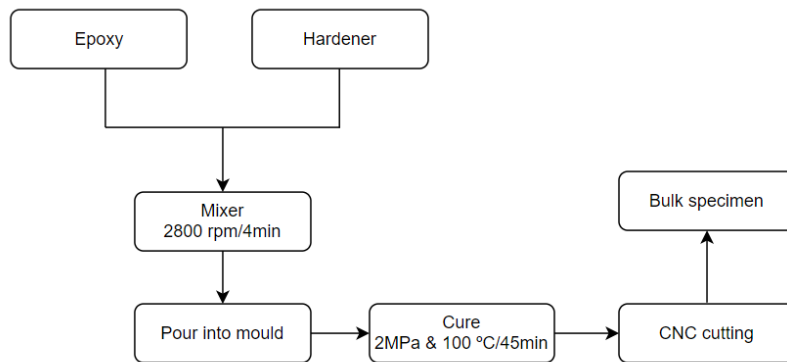 Epoxy
Hardener
Mixer
2800 rpm/4min
Pour into mould
Cure
2MPa & 100 ºC/45min
CNC cutting
Bulk specimen